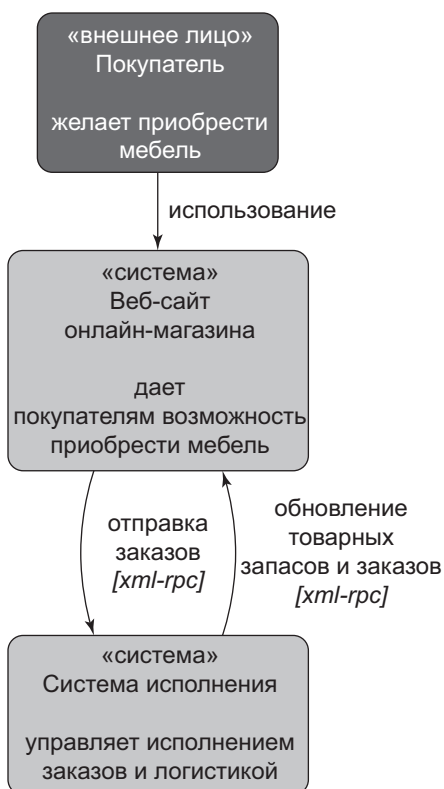 «внешнее лицо»
Покупатель
желает приобрести
мебель
использование
«система»
Веб-сайт
онлайн-магазина
дает
покупателям возможность
приобрести мебель
отправка
заказов
[xml-rpc]
обновление
товарных
запасов и заказов
[xml-rpc]
«система»
Система исполнения
управляет исполнением
заказов и логистикой